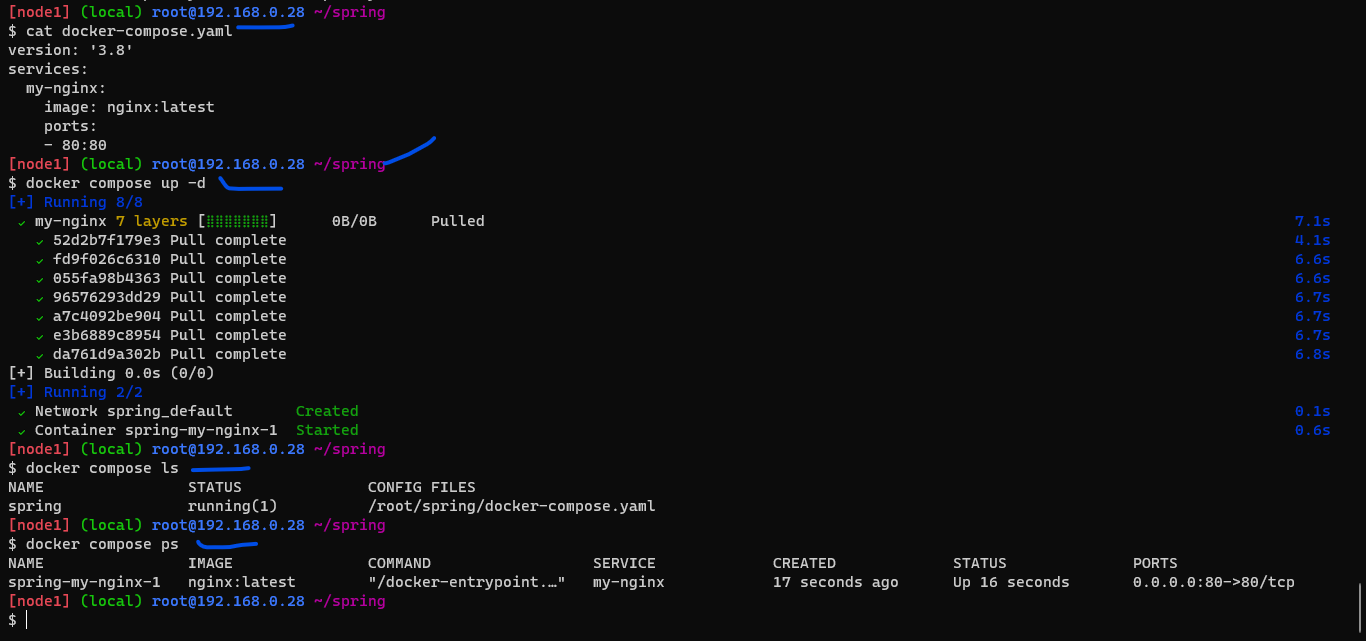 [node1] (local) root@192.168.0.28 ~/spring
$ cat docker-compose.yaml
version: '3.8'
services:
  my-nginx:
    image: nginx:latest
    ports:
    - 80:80
[node1] (local) root@192.168.0.28 ~/spring
$ docker compose up -d
[+] Running 8/8
 ✓ my-nginx 7 layers [⣿⣿⣿⣿⣿⣿⣿]      0B/0B      Pulled      7.1s
   ✓ 52d2b7f179e3 Pull complete      4.1s
   ✓ fd9f026c6310 Pull complete      6.6s
   ✓ 055fa98b4363 Pull complete      6.6s
   ✓ 96576293dd29 Pull complete      6.7s
   ✓ a7c4092be904 Pull complete      6.7s
   ✓ e3b6889c8954 Pull complete      6.7s
   ✓ da761d9a302b Pull complete      6.8s
[+] Building 0.0s (0/0)
[+] Running 2/2
 ✓ Network spring_default       Created      0.1s
 ✓ Container spring-my-nginx-1  Started      0.6s
[node1] (local) root@192.168.0.28 ~/spring
$ docker compose ls
NAME                STATUS              CONFIG FILES
spring              running(1)          /root/spring/docker-compose.yaml
[node1] (local) root@192.168.0.28 ~/spring
$ docker compose ps
NAME                IMAGE               COMMAND                  SERVICE             CREATED             STATUS              PORTS
spring-my-nginx-1   nginx:latest        "/docker-entrypoint.…"   my-nginx            17 seconds ago      Up 16 seconds       0.0.0.0:80->80/tcp
[node1] (local) root@192.168.0.28 ~/spring
$